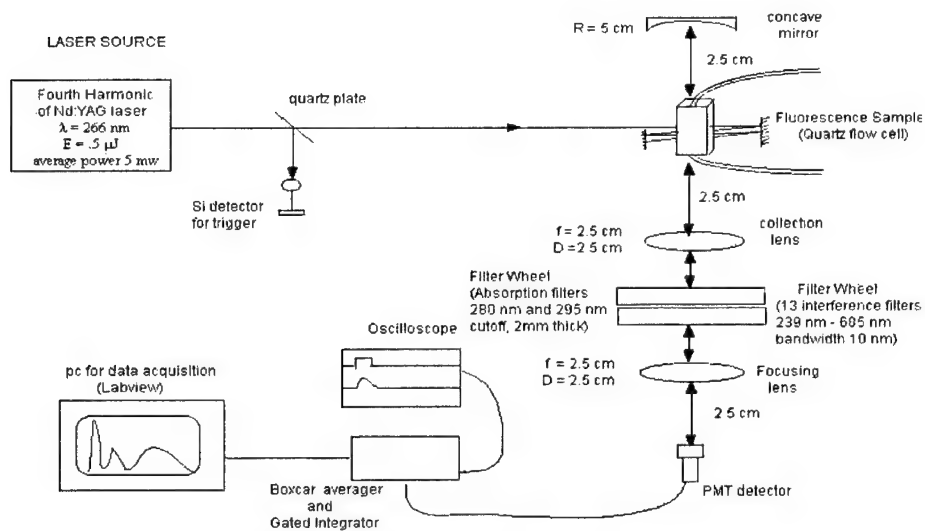 LASER SOURCE
Fourth Harmonic
of Nd:YAG laser
λ = 266 nm
E = .5 µJ
average power 5 mw
quartz plate
Si detector
for trigger
R = 5 cm
concave
mirror
2.5 cm
Fluorescence Sample
(Quartz flow cell)
2.5 cm
f = 2.5 cm
D = 2.5 cm
collection
lens
Filter Wheel
(Absorption filters
280 nm and 295 nm
cutoff, 2mm thick)
Filter Wheel
(13 interference filters
239 nm - 605 nm
bandwidth 10 nm)
Oscilloscope
f = 2.5 cm
D = 2.5 cm
Focusing
lens
2.5 cm
pc for data acquisition
(Labview)
Boxcar averager
and
Gated Integrator
PMT detector